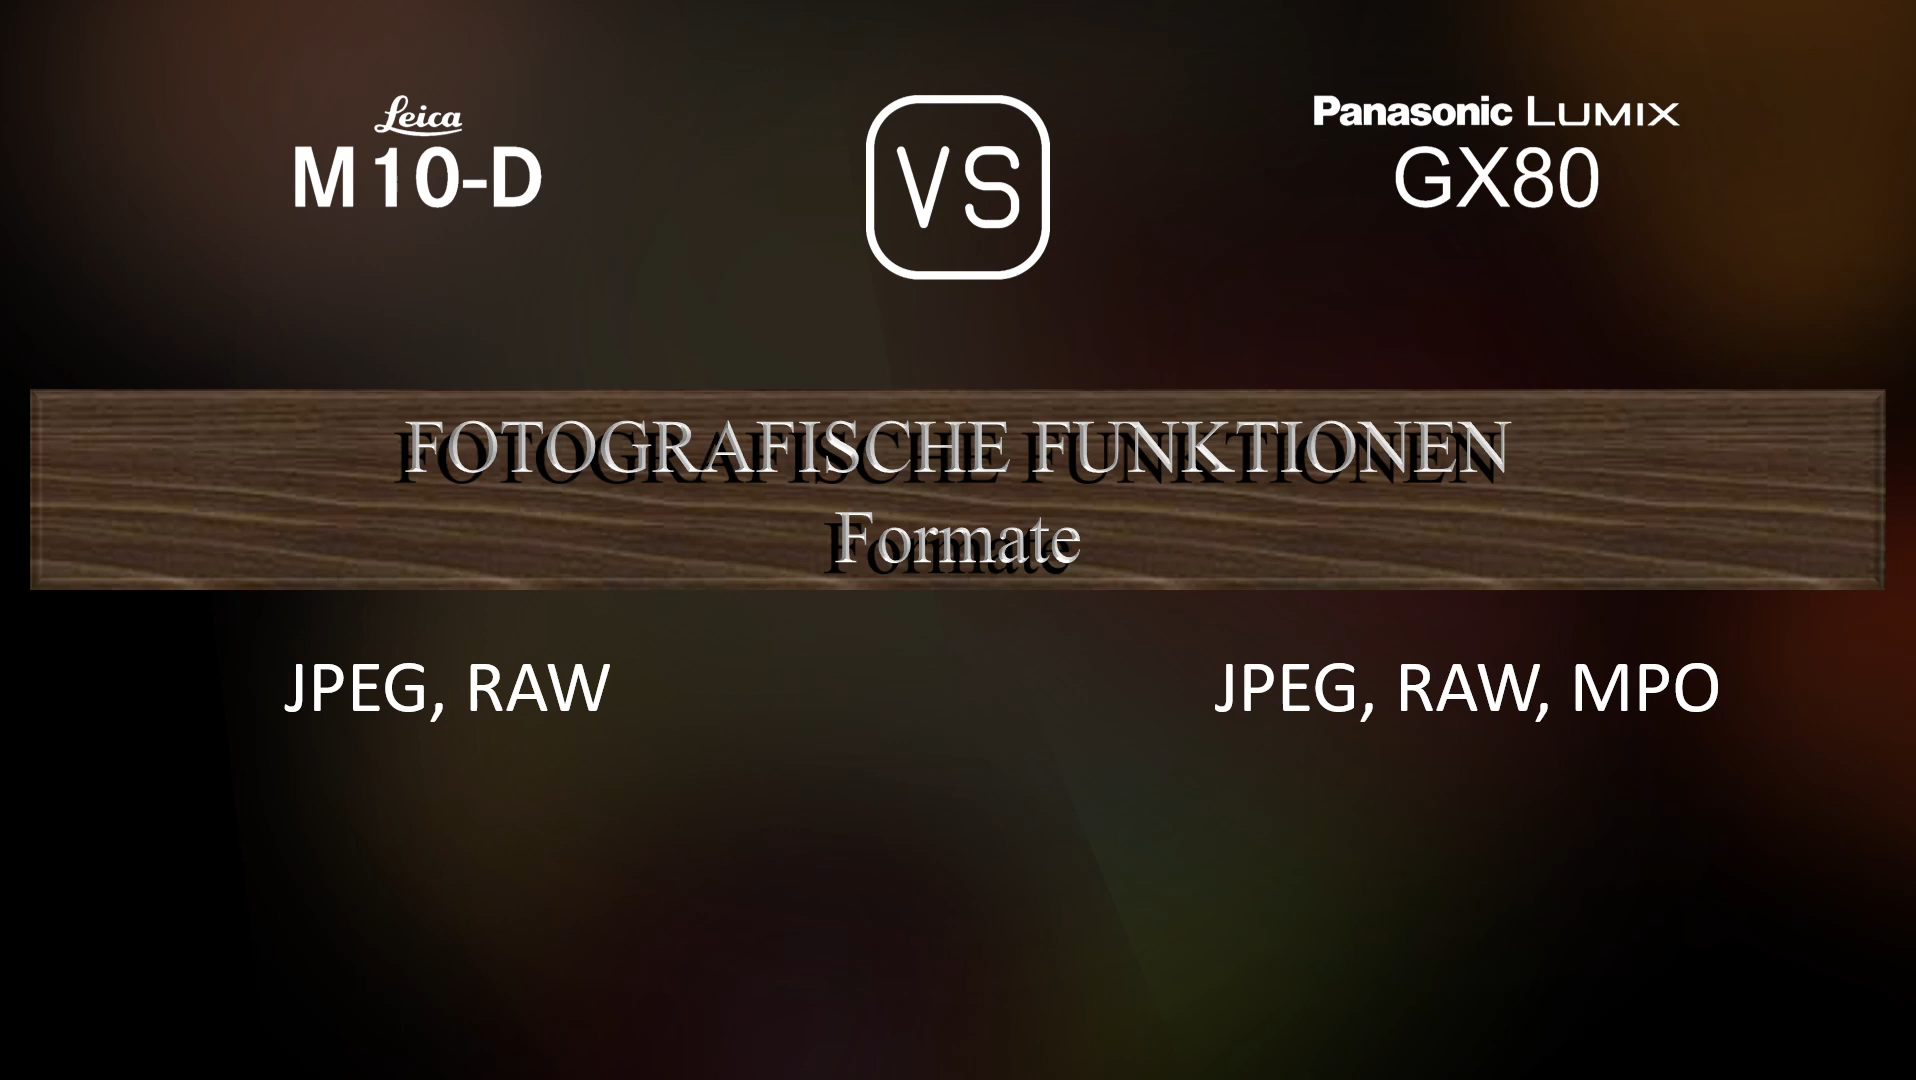 Leica
M10-D
VS
Panasonic LUMIX
GX80
FOTOGRAFISCHE FUNKTIONEN
Formate
JPEG, RAW
JPEG, RAW, MPO